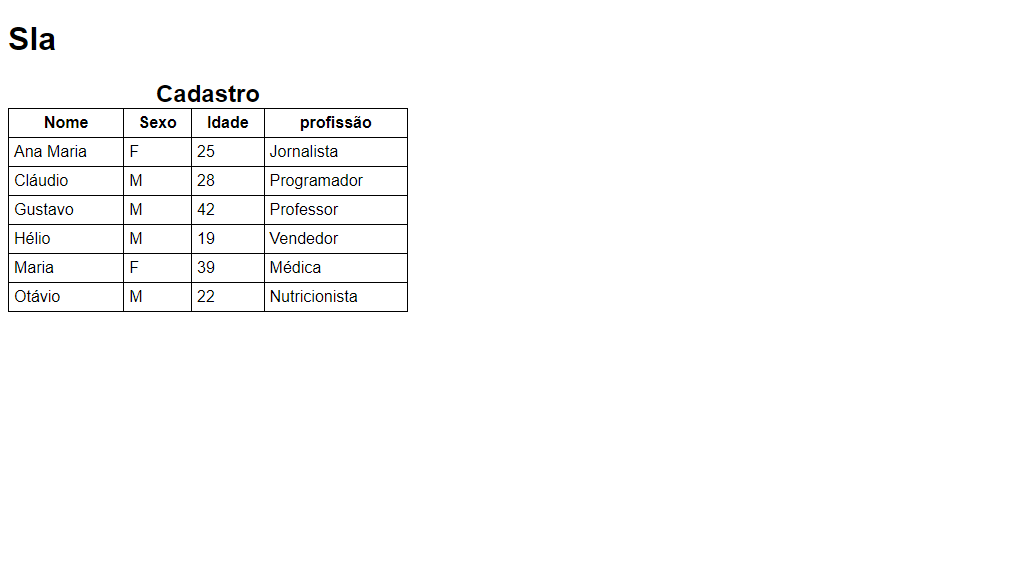 Sla
Cadastro
Nome Sexo Idade profissão
Ana Maria F 25 Jornalista
Cláudio M 28 Programador
Gustavo M 42 Professor
Hélio M 19 Vendedor
Maria F 39 Médica
Otávio M 22 Nutricionista